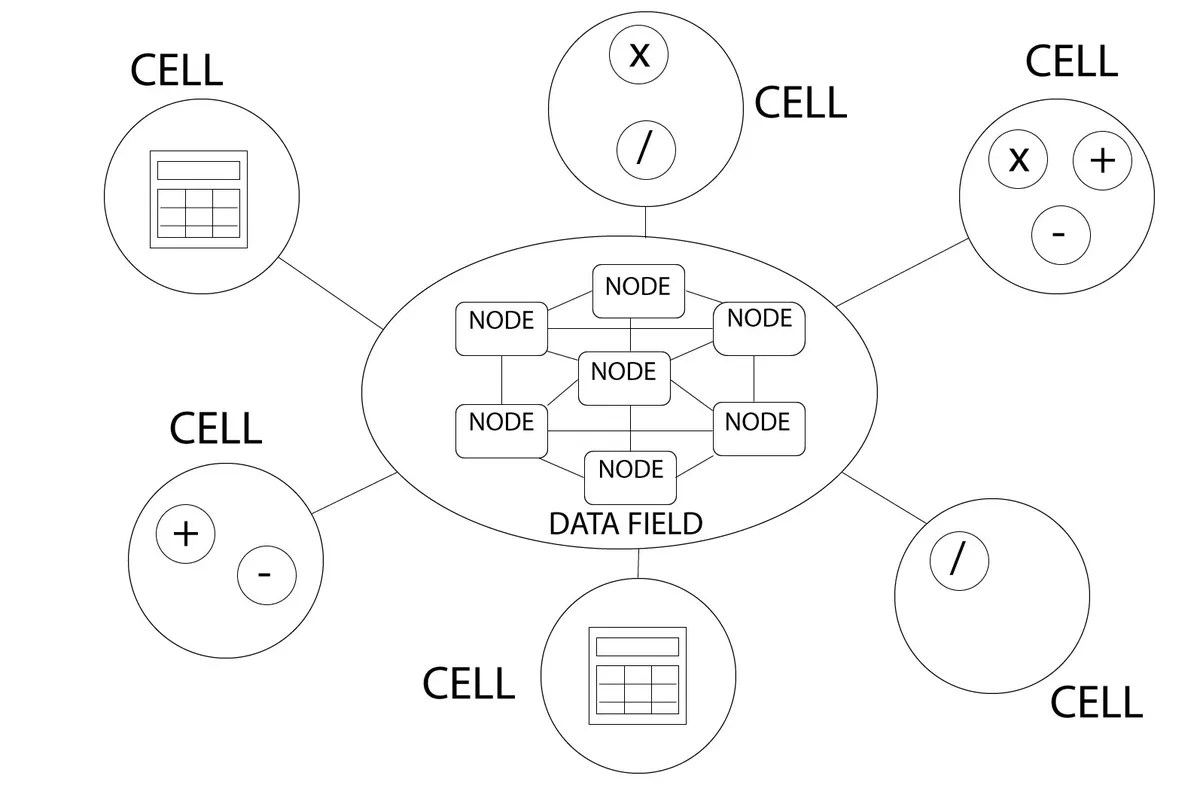 CELL
x
/
CELL
CELL
x +
-
NODE
NODE
NODE
NODE
NODE
NODE
NODE
DATA FIELD
CELL
+
-
CELL
/
CELL